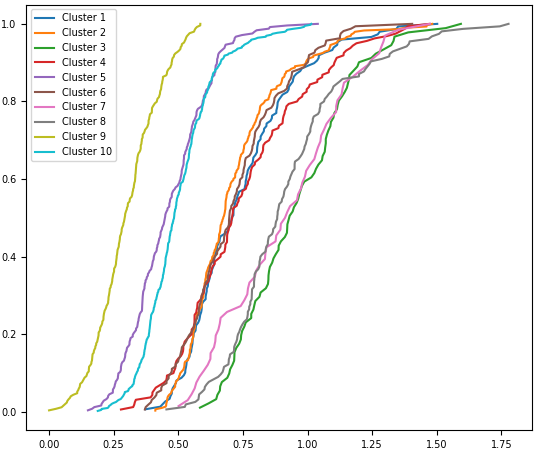 1.0
0.8
0.6
0.4
0.2
0.0
Cluster 1
Cluster 2
Cluster 3
Cluster 4
Cluster 5
Cluster 6
Cluster 7
Cluster 8
Cluster 9
Cluster 10
0.00 0.25 0.50 0.75 1.00 1.25 1.50 1.75